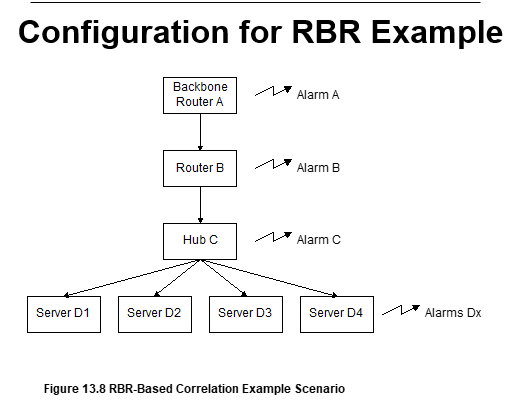 Configuration for RBR Example
Backbone
Router A
Alarm A
Router B
Alarm B
Hub C
Alarm C
Server D1
Server D2
Server D3
Server D4
Alarms Dx
Figure 13.8 RBR-Based Correlation Example Scenario